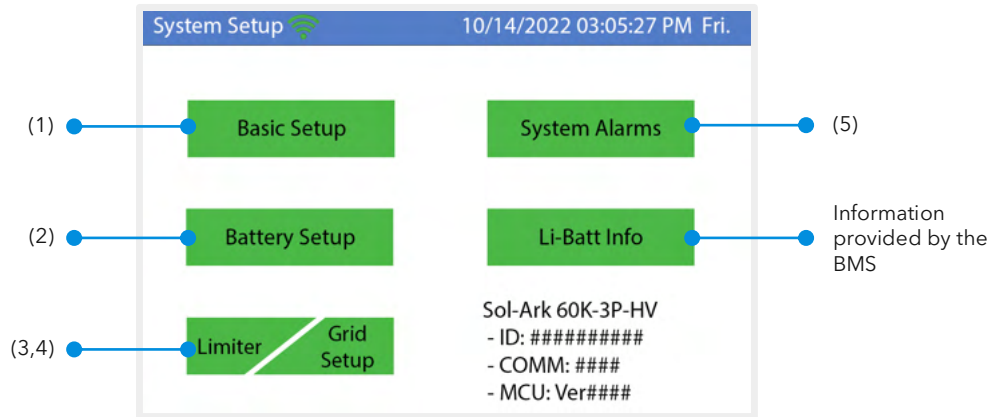 System Setup
10/14/2022 03:05:27 PM Fri.
(1)
Basic Setup
System Alarms
(5)
(2)
Battery Setup
Li-Batt Info
Information
provided by the
BMS
(3,4)
Limiter
Grid
Setup
Sol-Ark 60K-3P-HV
- ID: ##########
- COMM: ####
- MCU: Ver####